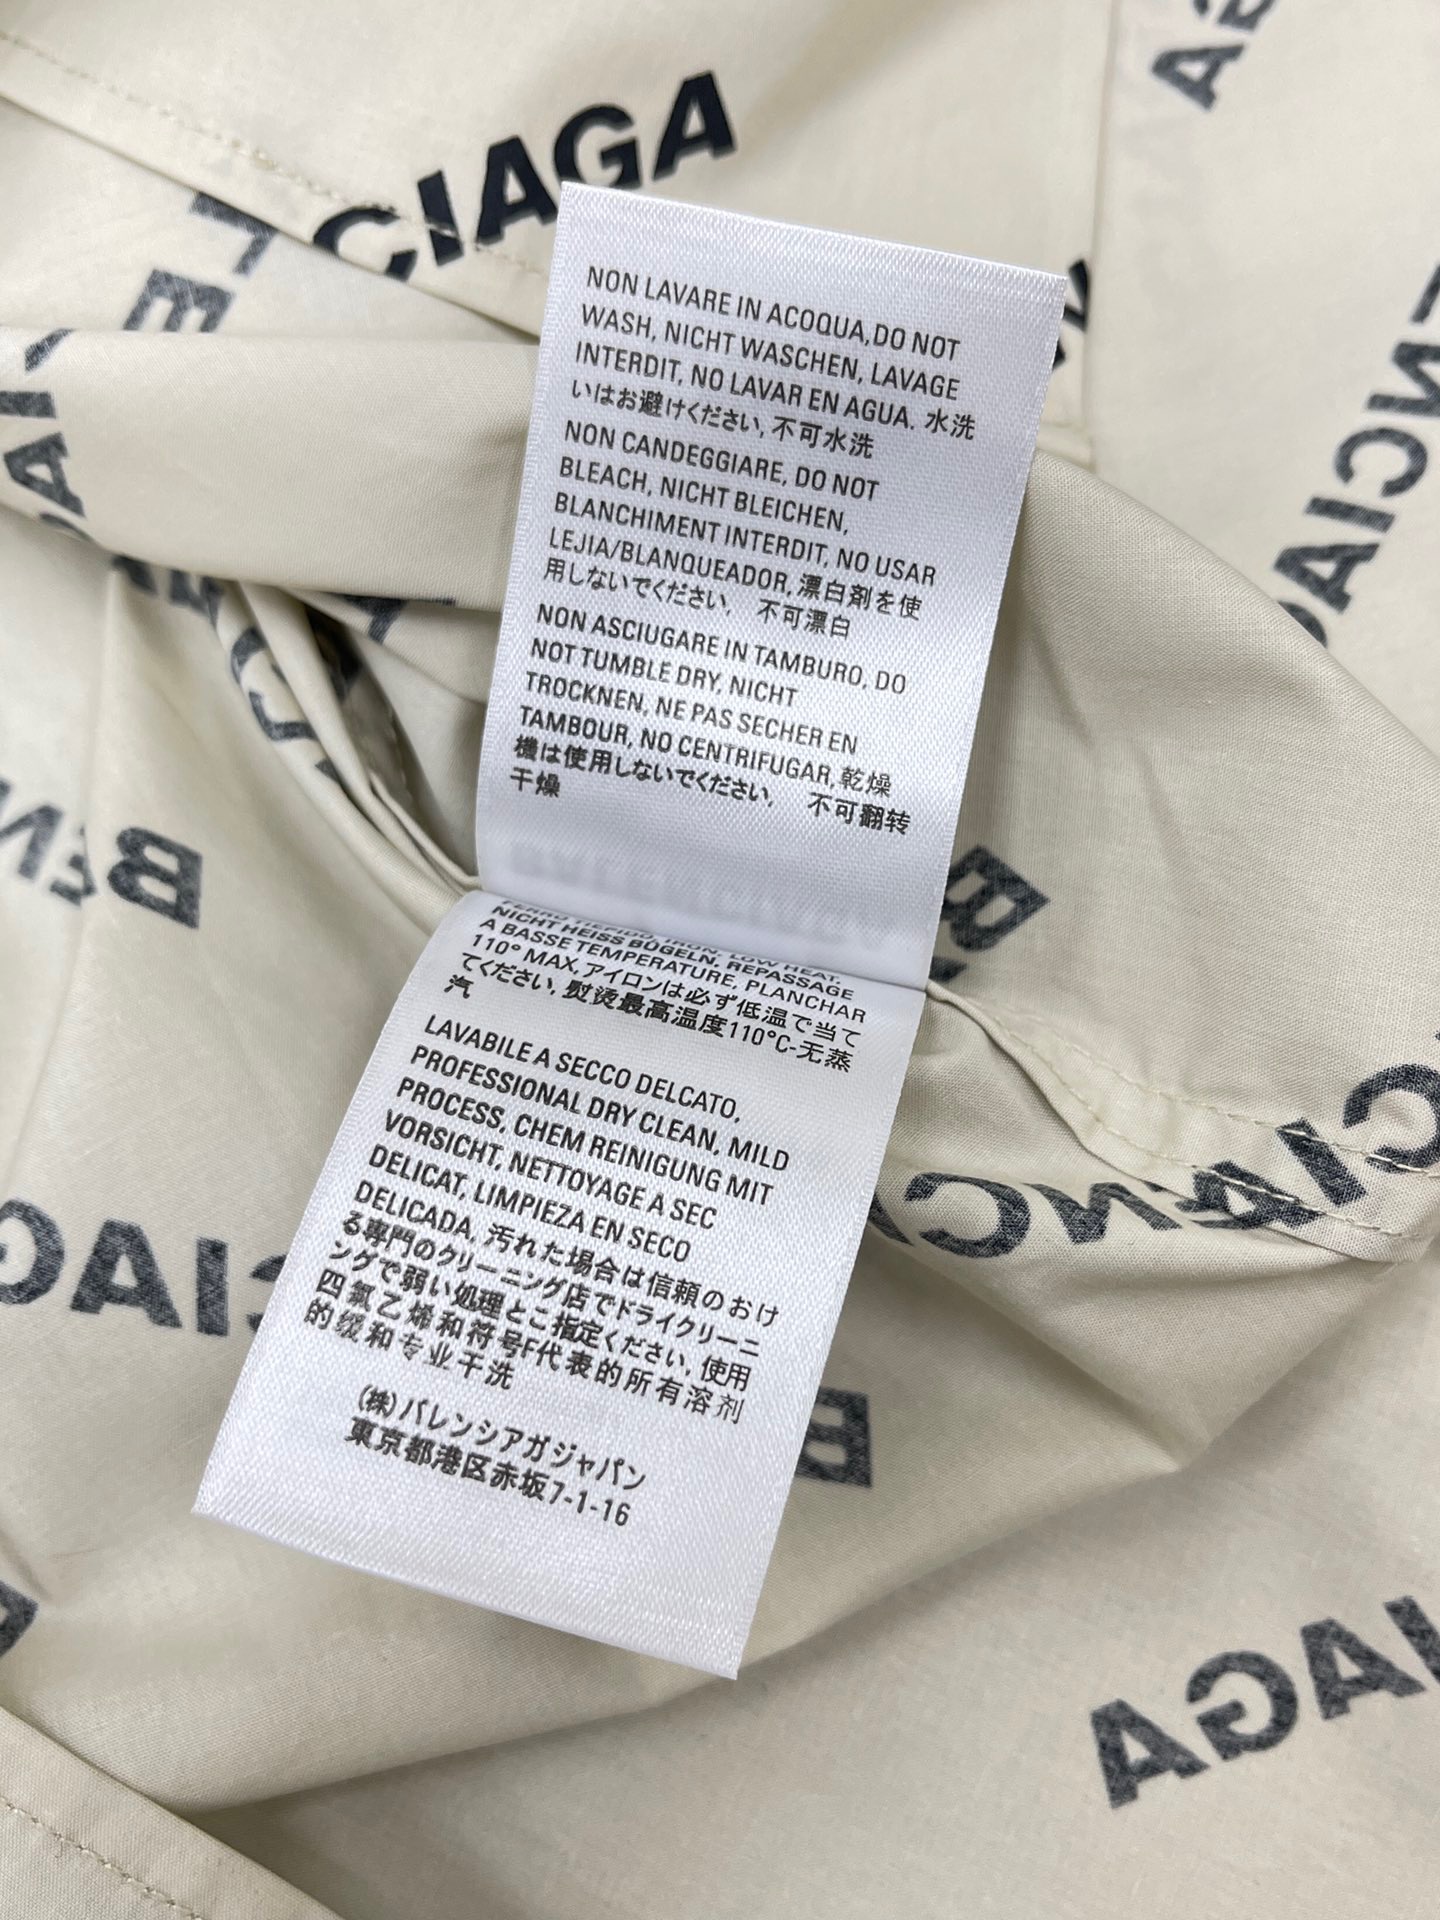 CIAGA
NON LAVARE IN ACOQUA,DO NOT
WASH, NICHT WASCHEN, LAVAGE
INTERDIT, NO LAVAR EN AGUA. 水洗
いはお避けください, 不可水洗
NON CANDEGGIARE, DO NOT
BLEACH, NICHT BLEICHEN,
BLANCHIMENT INTERDIT, NO USAR
LEJIA/BLANQUEADOR, 漂白剤を使
用しないでください, 不可漂白
NON ASCIUGARE IN TAMBURO, DO
NOT TUMBLE DRY, NICHT
TROCKNEN, NE PAS SECHER EN
TAMBOUR, NO CENTRIFUGAR, 乾燥
機は使用しないでください, 不可翻转
干燥
FERRO TIEPIDO, IRON, LOW HEAT,
NICHT HEISS BÜGELN, REPASSAGE
A BASSE TEMPERATURE, PLANCHAR
110° MAX, アイロンは必ず低温で当て
てください, 熨烫最高温度110°C-无蒸
汽
LAVABILE A SECCO DELCATO,
PROFESSIONAL DRY CLEAN, MILD
PROCESS, CHEM REINIGUNG MIT
VORSICHT, NETTOYAGE A SEC
DELICAT, LIMPIEZA EN SECO
DELICADA, 汚れた場合は信頼のおけ
る専門のクリーニング店でドライクリーニ
ングで弱い処理とご指定ください, 使用
四氯乙烯和符号F代表的所有溶剂
的缓和专业干洗
(株)バレンシアガジャパン
東京都港区赤坂7-1-16